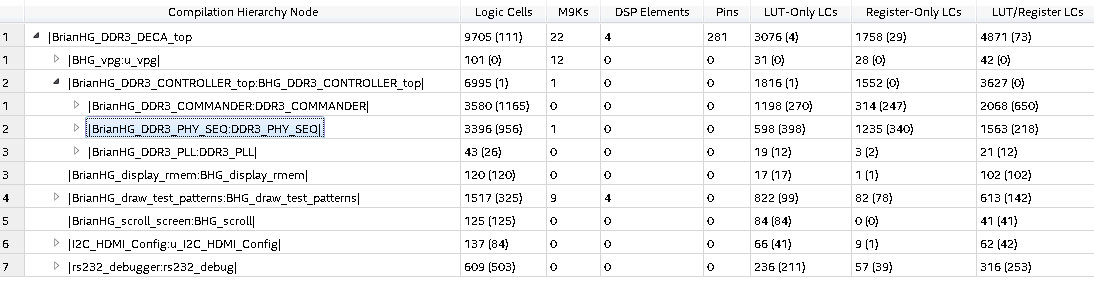 Compilation Hierarchy Node Logic Cells M9Ks DSP Elements Pins LUT-Only LCs Register-Only LCs LUT/Register LCs
1 |BrianHG_DDR3_DECA_top 9705 (111) 22 4 281 3076 (4) 1758 (29) 4871 (73)
1 |BHG_vpg:u_vpg| 101 (0) 12 0 0 31 (0) 28 (0) 42 (0)
2 |BrianHG_DDR3_CONTROLLER_top:BHG_DDR3_CONTROLLER_top| 6995 (1) 1 0 0 1816 (1) 1552 (0) 3627 (0)
1 |BrianHG_DDR3_COMMANDER:DDR3_COMMANDER| 3580 (1165) 0 0 0 1198 (270) 314 (247) 2068 (650)
2 |BrianHG_DDR3_PHY_SEQ:DDR3_PHY_SEQ| 3396 (956) 1 0 0 598 (398) 1235 (340) 1563 (218)
3 |BrianHG_DDR3_PLL:DDR3_PLL| 43 (26) 0 0 0 19 (12) 3 (2) 21 (12)
3 |BrianHG_display_rmem:BHG_display_rmem| 120 (120) 0 0 0 17 (17) 1 (1) 102 (102)
4 |BrianHG_draw_test_patterns:BHG_draw_test_patterns| 1517 (325) 9 4 0 822 (99) 82 (78) 613 (142)
5 |BrianHG_scroll_screen:BHG_scroll| 125 (125) 0 0 0 84 (84) 0 (0) 41 (41)
6 |I2C_HDMI_Config:u_I2C_HDMI_Config| 137 (84) 0 0 0 66 (41) 9 (1) 62 (42)
7 |rs232_debugger:rs232_debug| 609 (503) 0 0 0 236 (211) 57 (39) 316 (253)